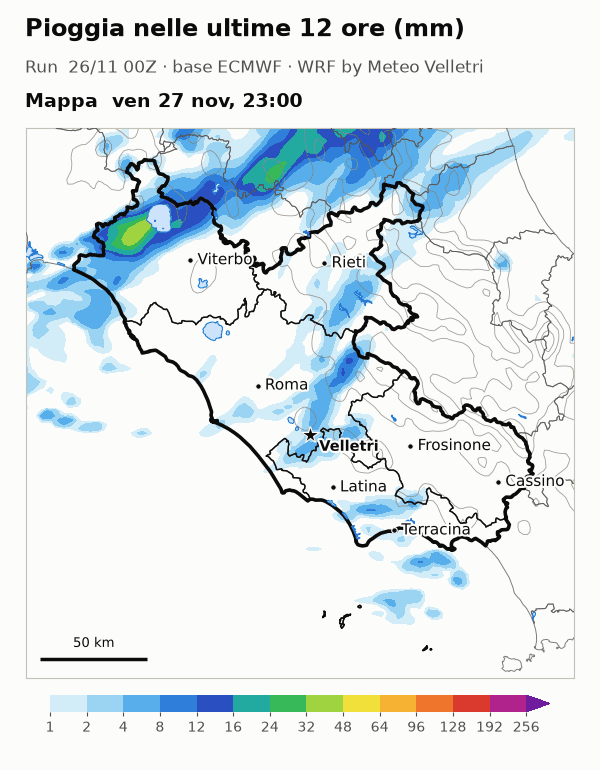 Pioggia nelle ultime 12 ore (mm)
Run  26/11 00Z · base ECMWF · WRF by Meteo Velletri
Mappa  ven 27 nov, 23:00
Viterbo
Rieti
Roma
Velletri
Frosinone
Cassino
Latina
Terracina
50 km
1 2 4 8 12 16 24 32 48 64 96 128 192 256